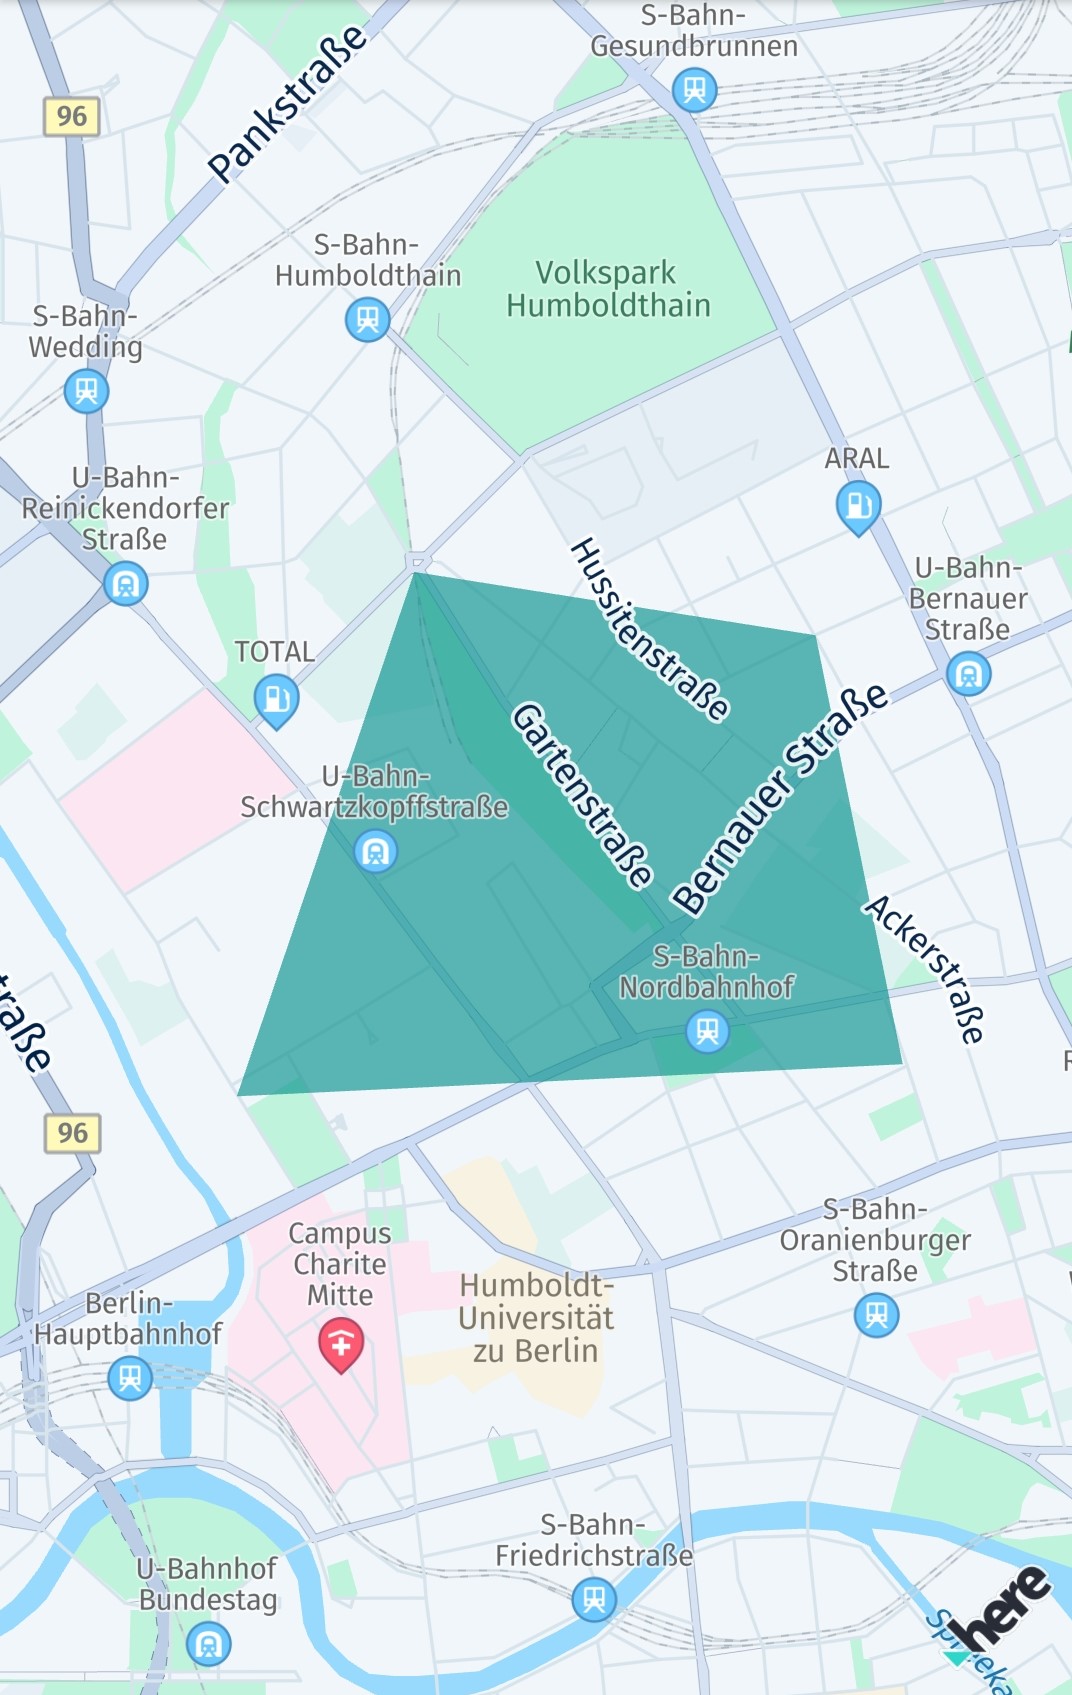 S-Bahn-
Gesundbrunnen
96
Pankstraße
S-Bahn-
Humboldthain
Volkspark
Humboldthain
S-Bahn-
Wedding
ARAL
U-Bahn-
Reinickendorfer
Straße
Hussitenstraße
U-Bahn-
Bernauer
Straße
TOTAL
Gartenstraße
Bernauer Straße
U-Bahn-
Schwartzkopffstraße
Ackerstraße
S-Bahn-
Nordbahnhof
traße
96
S-Bahn-
Oranienburger
Straße
Campus
Charite
Mitte
Humboldt-
Universität
zu Berlin
Berlin-
Hauptbahnhof
S-Bahn-
Friedrichstraße
U-Bahnhof
Bundestag
here